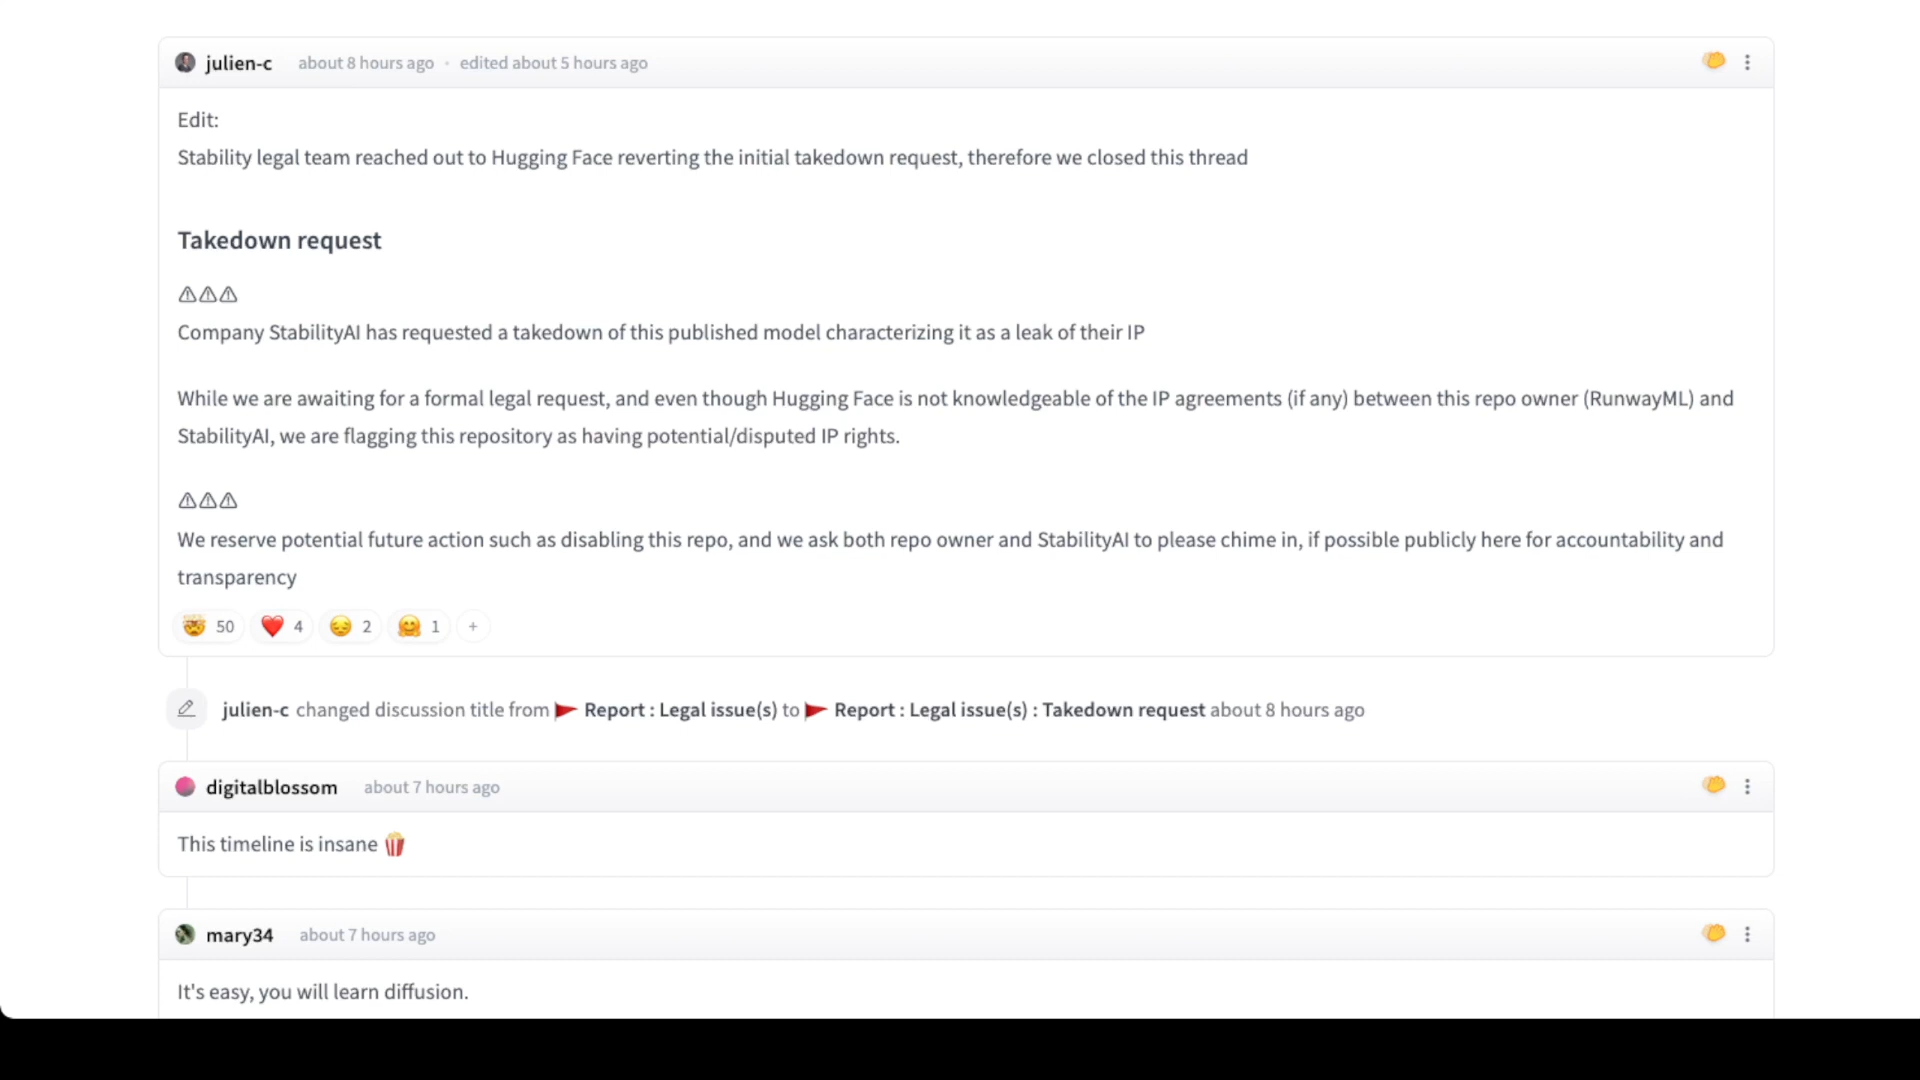 julien-c about 8 hours ago • edited about 5 hours ago
Edit:
Stability legal team reached out to Hugging Face reverting the initial takedown request, therefore we closed this thread
Takedown request
⚠⚠⚠
Company StabilityAI has requested a takedown of this published model characterizing it as a leak of their IP
While we are awaiting for a formal legal request, and even though Hugging Face is not knowledgeable of the IP agreements (if any) between this repo owner (RunwayML) and
StabilityAI, we are flagging this repository as having potential/disputed IP rights.
⚠⚠⚠
We reserve potential future action such as disabling this repo, and we ask both repo owner and StabilityAI to please chime in, if possible publicly here for accountability and
transparency
🤯 50 ❤️ 4 😔 2 🤗 1 +
julien-c changed discussion title from 🚩 Report : Legal issue(s) to 🚩 Report : Legal issue(s) : Takedown request about 8 hours ago
digitalblossom about 7 hours ago
This timeline is insane 🍿
mary34 about 7 hours ago
It's easy, you will learn diffusion.